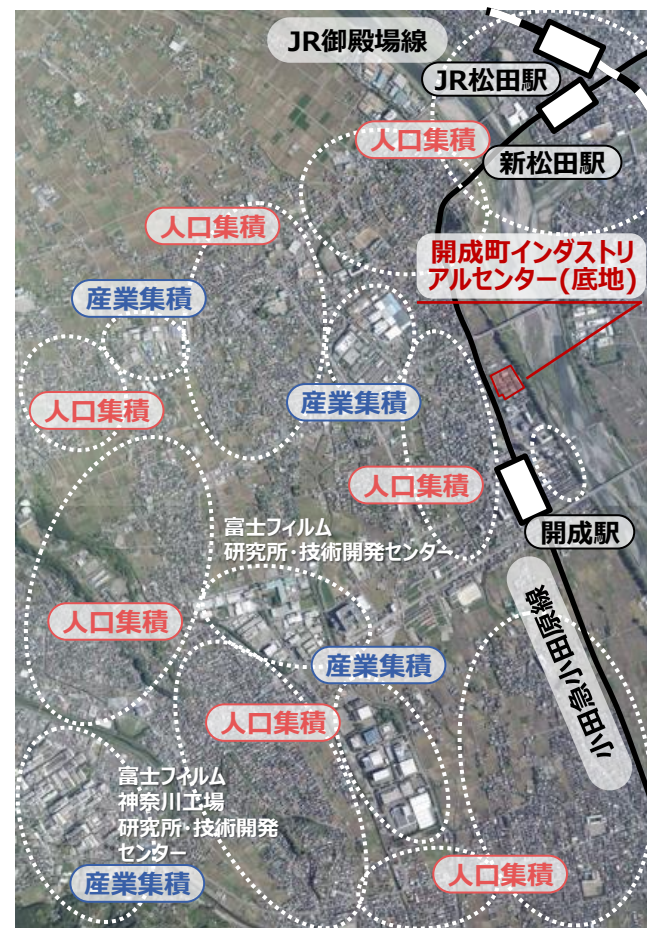 JR御殿場線
JR松田駅
人口集積
新松田駅
人口集積
開成町インダストリ
アルセンター(底地)
産業集積
人口集積
産業集積
人口集積
富士フィルム
研究所・技術開発センター
開成駅
小田急小田原線
人口集積
産業集積
人口集積
富士フィルム
神奈川工場
研究所・技術開発
センター
産業集積
人口集積